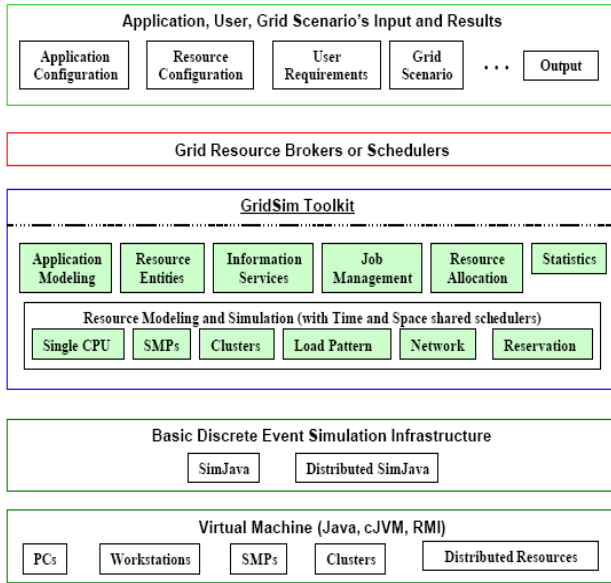 Application, User, Grid Scenario's Input and Results
Application
Configuration
Resource
Configuration
User
Requirements
Grid
Scenario
. . .
Output
Grid Resource Brokers or Schedulers
GridSim Toolkit
Application
Modeling
Resource
Entities
Information
Services
Job
Management
Resource
Allocation
Statistics
Resource Modeling and Simulation (with Time and Space shared schedulers)
Single CPU
SMPs
Clusters
Load Pattern
Network
Reservation
Basic Discrete Event Simulation Infrastructure
SimJava
Distributed SimJava
Virtual Machine (Java, cJVM, RMI)
PCs
Workstations
SMPs
Clusters
Distributed Resources